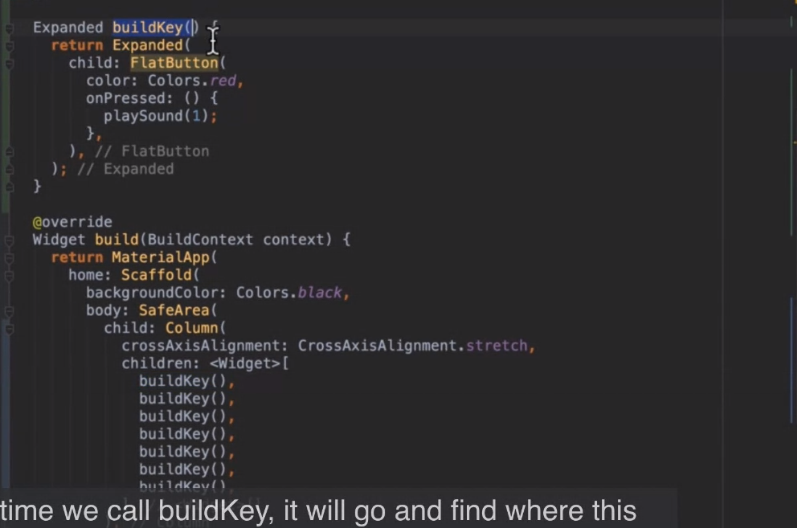 Expanded buildKey() {
return Expanded(
child: FlatButton(
color: Colors.red,
onPressed: () {
playSound(1);
},
), // FlatButton
); // Expanded
}
@override
Widget build(BuildContext context) {
return MaterialApp(
home: Scaffold(
backgroundColor: Colors.black,
body: SafeArea(
child: Column(
crossAxisAlignment: CrossAxisAlignment.stretch,
children: <Widget>[
buildKey(),
buildKey(),
buildKey(),
buildKey(),
buildKey(),
buildKey(),
buildKey(),
time we call buildKey, it will go and find where this